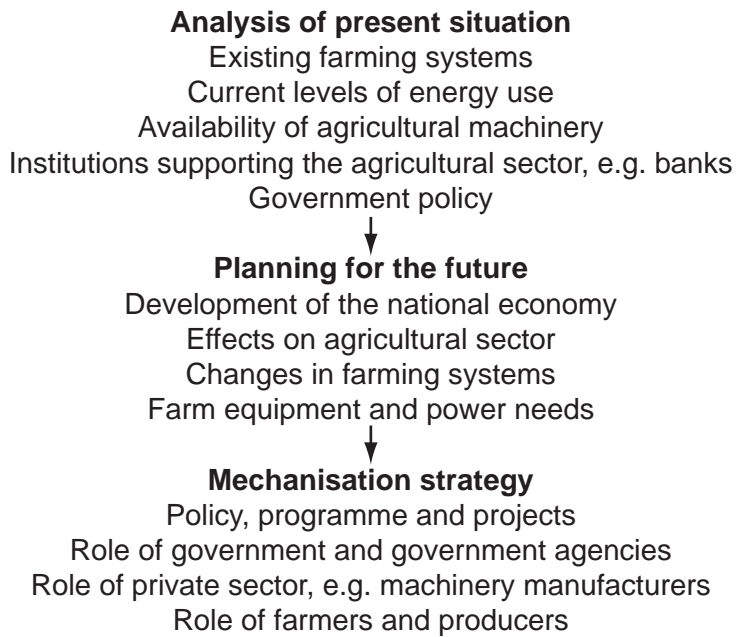 Analysis of present situation
Existing farming systems
Current levels of energy use
Availability of agricultural machinery
Institutions supporting the agricultural sector, e.g. banks
Government policy
Planning for the future
Development of the national economy
Effects on agricultural sector
Changes in farming systems
Farm equipment and power needs
Mechanisation strategy
Policy, programme and projects
Role of government and government agencies
Role of private sector, e.g. machinery manufacturers
Role of farmers and producers